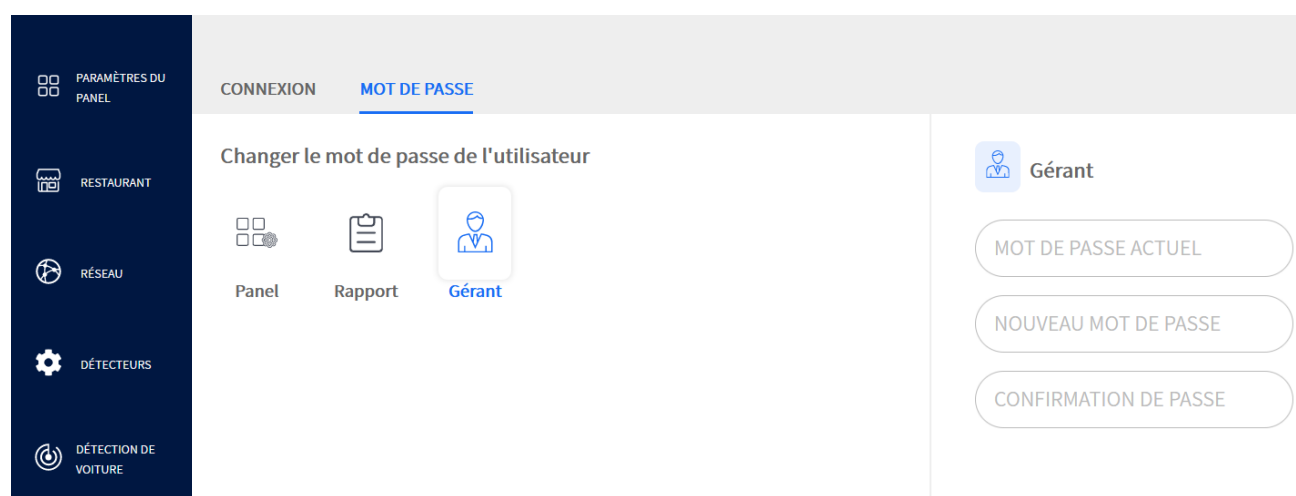 PARAMÈTRES DU
PANEL
RESTAURANT
RÉSEAU
DÉTECTEURS
DÉTECTION DE
VOITURE
CONNEXION MOT DE PASSE
Changer le mot de passe de l'utilisateur
Panel Rapport Gérant
Gérant
MOT DE PASSE ACTUEL
NOUVEAU MOT DE PASSE
CONFIRMATION DE PASSE